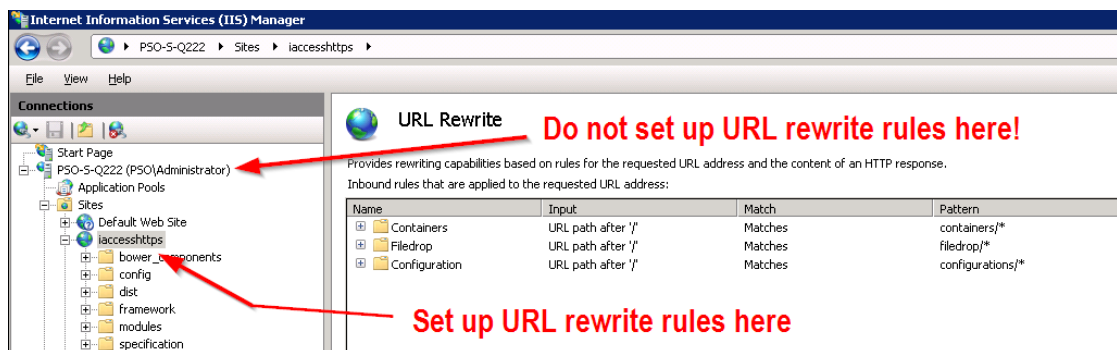 Internet Information Services (IIS) Manager
PSO-S-Q222 Sites iaccesshttps
File View Help
Connections
URL Rewrite
Do not set up URL rewrite rules here!
Start Page
PSO-S-Q222 (PSO\Administrator)
Provides rewriting capabilities based on rules for the requested URL address and the content of an HTTP response.
Application Pools
Inbound rules that are applied to the requested URL address:
Sites
Name Input Match Pattern
Default Web Site
Containers URL path after '/' Matches containers/*
iaccesshttps
Filedrop URL path after '/' Matches filedrop/*
bower_components
Configuration URL path after '/' Matches configurations/*
config
dist
framework
Set up URL rewrite rules here
modules
specification